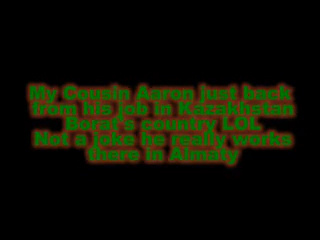 My Cousin Aaron just back
from his job in Kazakhstan
Borat's country LOL
Not a joke he really works
there in Almaty